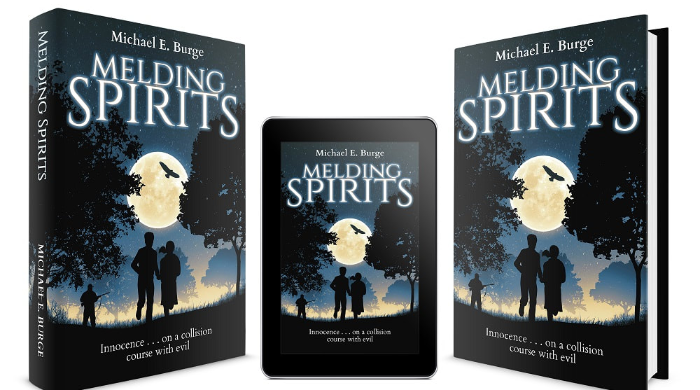 MELDING SPIRITS
MICHAEL E. BURGE
Michael E. Burge
MELDING
SPIRITS
Innocence . . . on a collision
course with evil
Michael E. Burge
MELDING
SPIRITS
Innocence . . . on a collision
course with evil
Michael E. Burge
MELDING
SPIRITS
Innocence . . . on a collision
course with evil